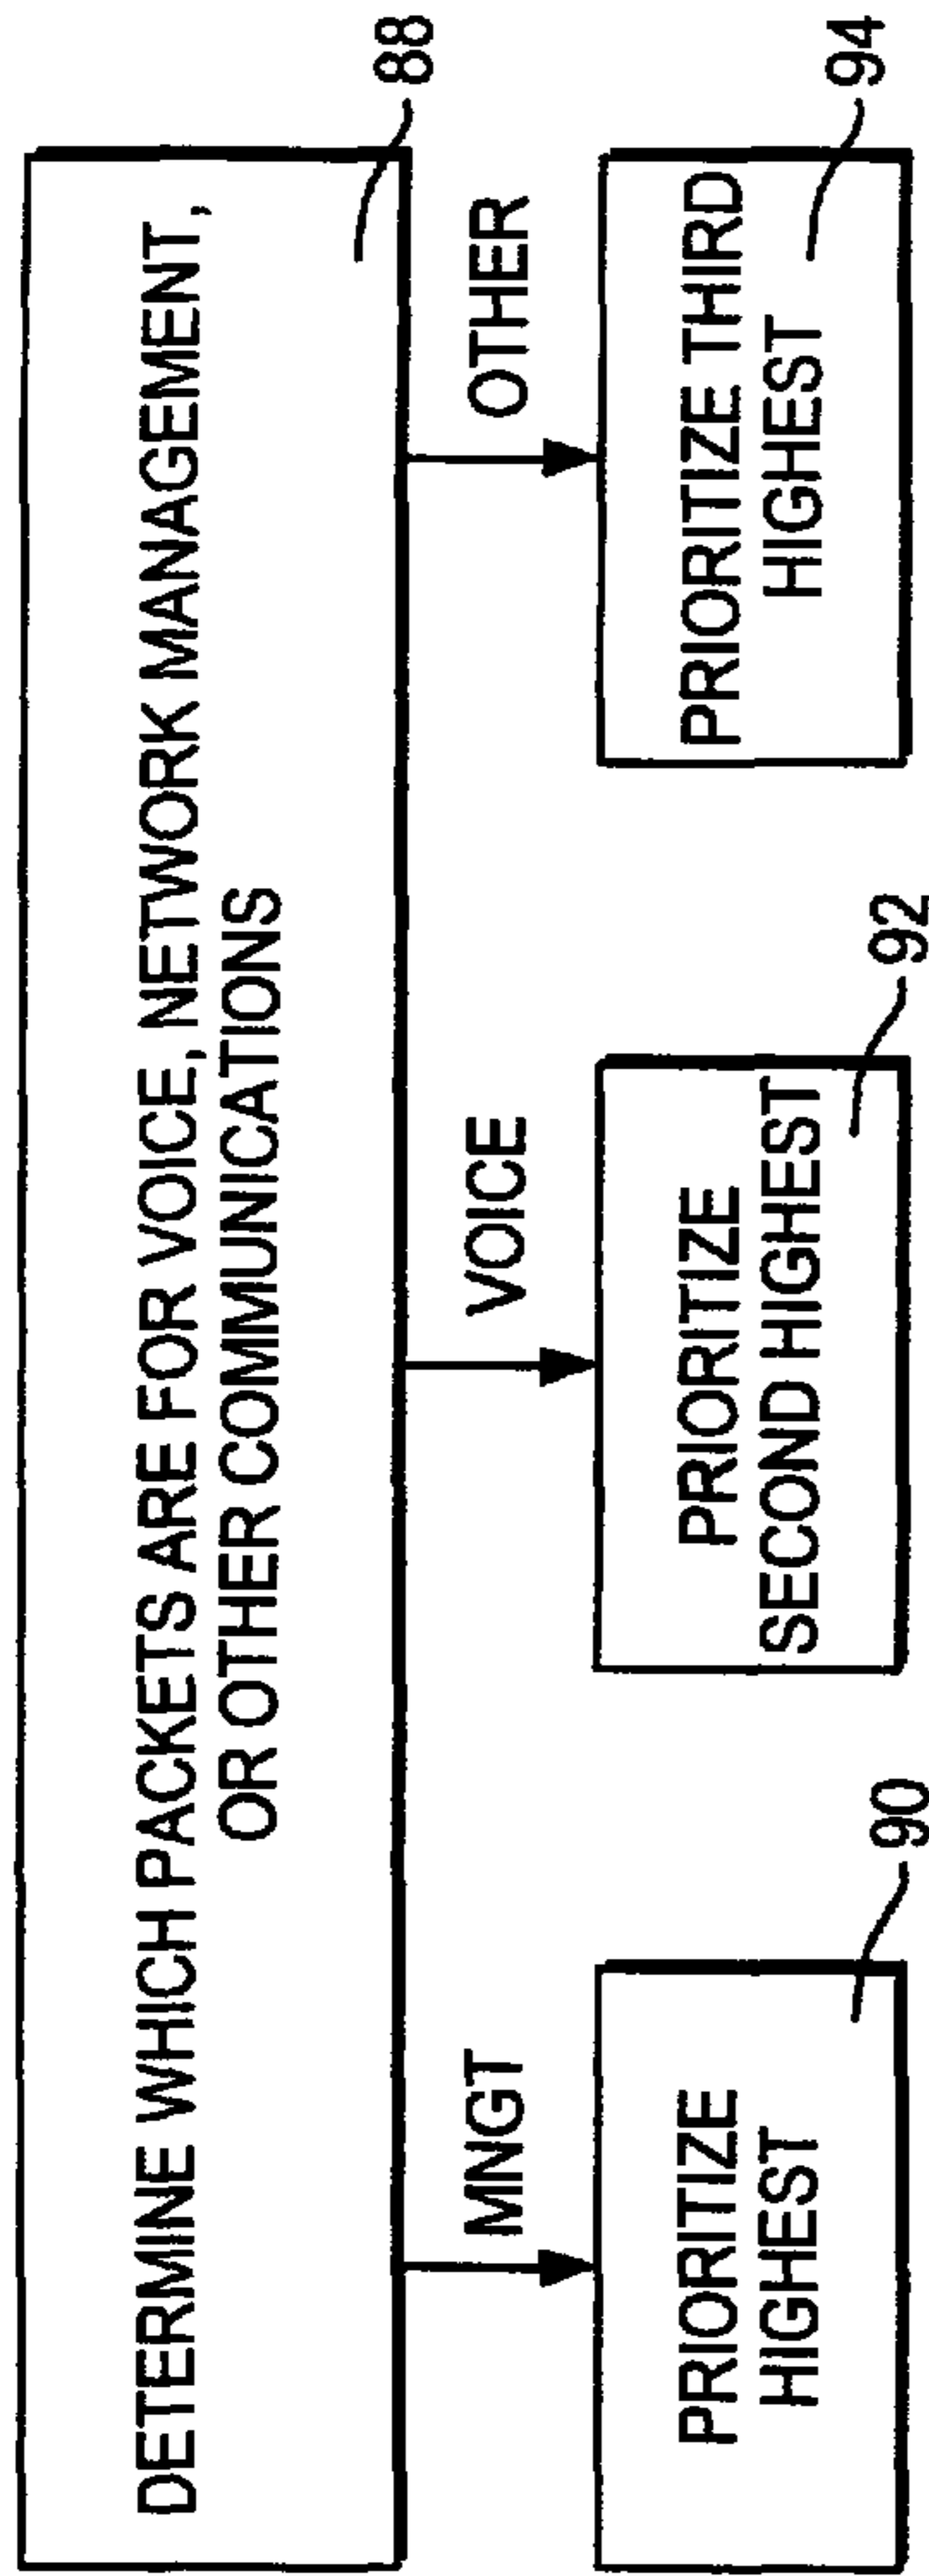 DETERMINE WHICH PACKETS ARE FOR VOICE, NETWORK MANAGEMENT,
OR OTHER COMMUNICATIONS
88
MNGT
VOICE
OTHER
PRIORITIZE
HIGHEST
90
PRIORITIZE
SECOND HIGHEST
92
PRIORITIZE THIRD
HIGHEST
94